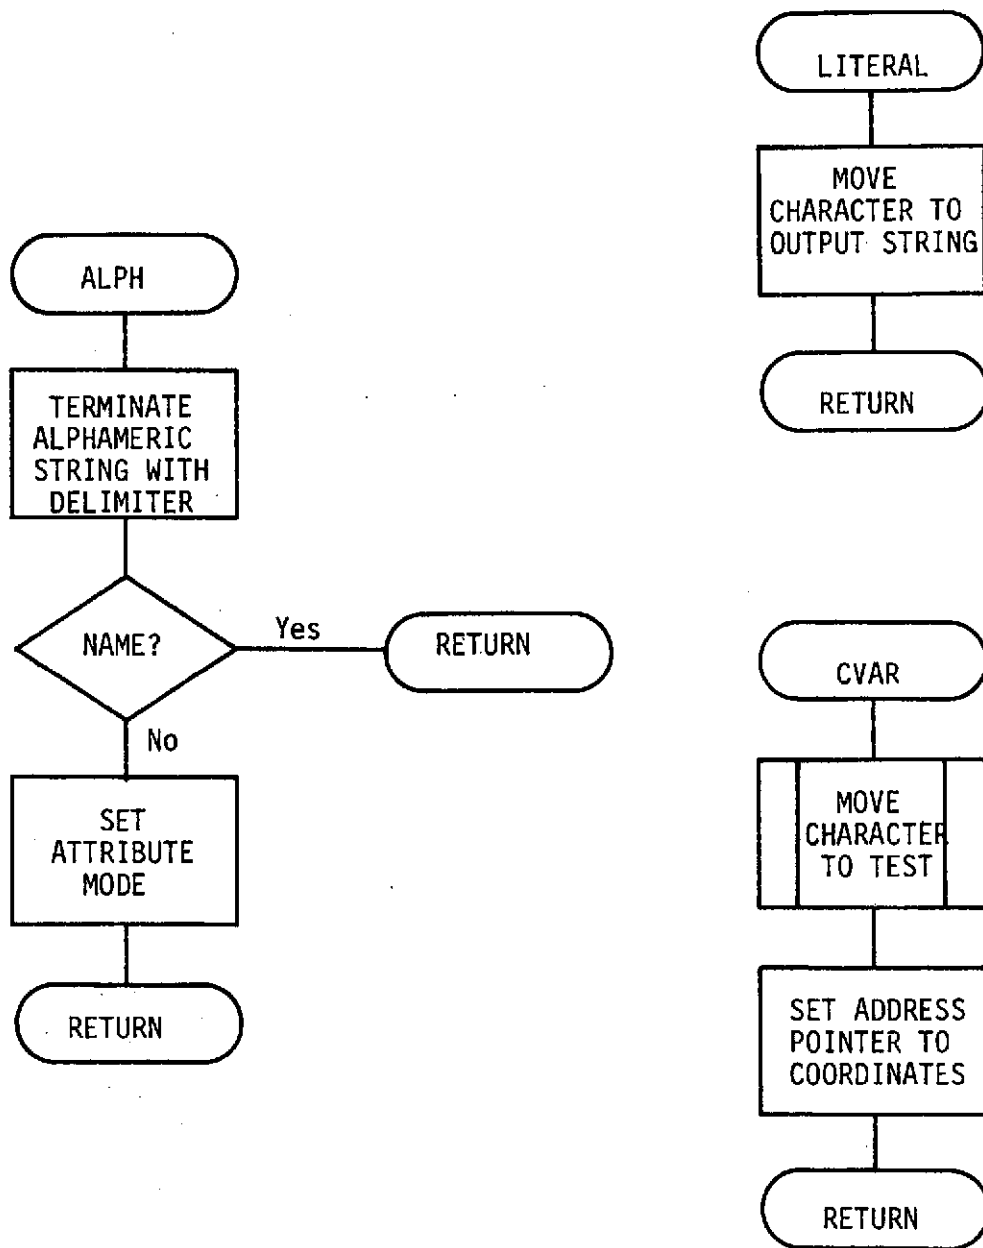 ALPH
TERMINATE
ALPHAMERIC
STRING WITH
DELIMITER
NAME?
Yes
RETURN
No
SET
ATTRIBUTE
MODE
RETURN
LITERAL
MOVE
CHARACTER TO
OUTPUT STRING
RETURN
CVAR
MOVE
CHARACTER
TO TEST
SET ADDRESS
POINTER TO
COORDINATES
RETURN